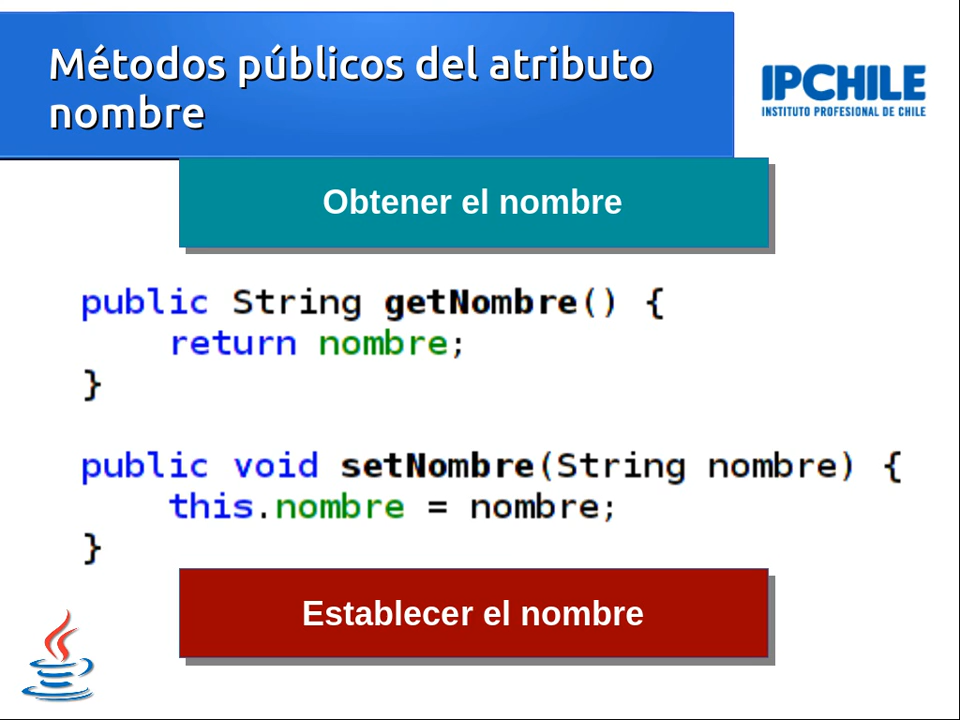 Métodos públicos del atributo
nombre
IPCHILE
INSTITUTO PROFESIONAL DE CHILE
Obtener el nombre
public String getNombre() {
return nombre;
}
public void setNombre(String nombre) {
this.nombre = nombre;
}
Establecer el nombre